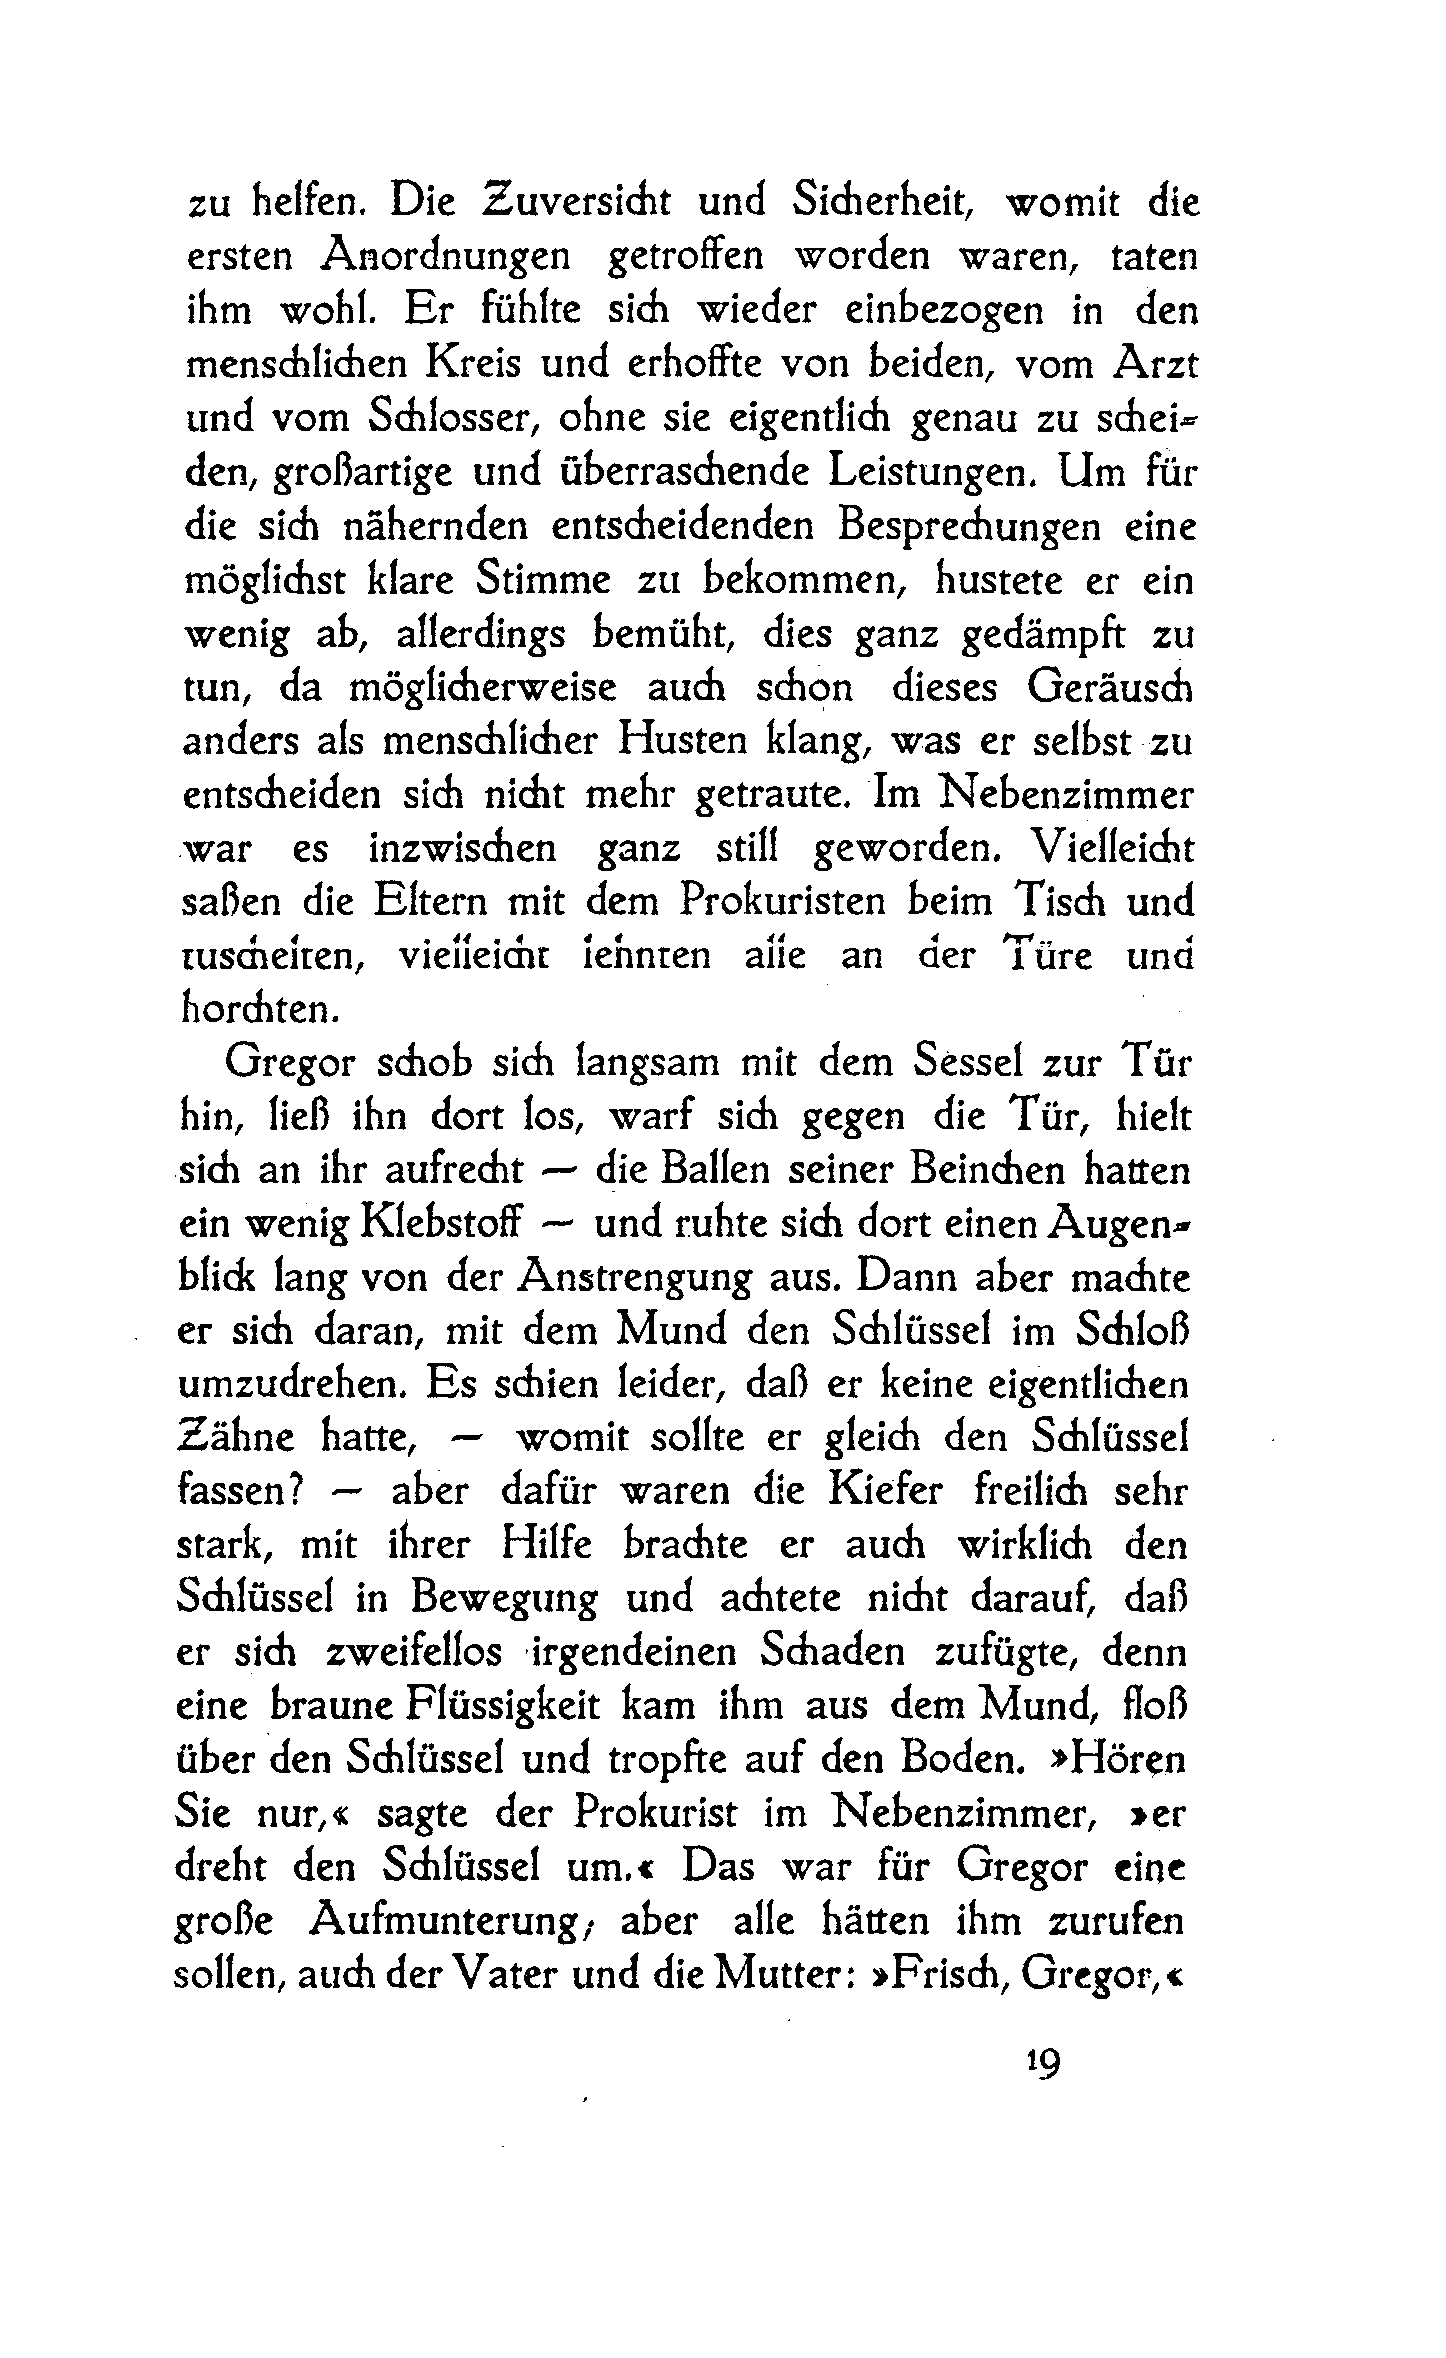 zu helfen. Die Zuversicht und Sicherheit, womit die
ersten Anordnungen getroffen worden waren, taten
ihm wohl. Er fühlte sich wieder einbezogen in den
menschlichen Kreis und erhoffte von beiden, vom Arzt
und vom Schlosser, ohne sie eigentlich genau zu schei-
den, großartige und überraschende Leistungen. Um für
die sich nähernden entscheidenden Besprechungen eine
möglichst klare Stimme zu bekommen, hustete er ein
wenig ab, allerdings bemüht, dies ganz gedämpft zu
tun, da möglicherweise auch schon dieses Geräusch
anders als menschlicher Husten klang, was er selbst zu
entscheiden sich nicht mehr getraute. Im Nebenzimmer
war es inzwischen ganz still geworden. Vielleicht
saßen die Eltern mit dem Prokuristen beim Tisch und
tuschelten, vielleicht lehnten alle an der Türe und
horchten.
Gregor schob sich langsam mit dem Sessel zur Tür
hin, ließ ihn dort los, warf sich gegen die Tür, hielt
sich an ihr aufrecht — die Ballen seiner Beinchen hatten
ein wenig Klebstoff — und ruhte sich dort einen Augen-
blick lang von der Anstrengung aus. Dann aber machte
er sich daran, mit dem Mund den Schlüssel im Schloß
umzudrehen. Es schien leider, daß er keine eigentlichen
Zähne hatte, — womit sollte er gleich den Schlüssel
fassen? — aber dafür waren die Kiefer freilich sehr
stark, mit ihrer Hilfe brachte er auch wirklich den
Schlüssel in Bewegung und achtete nicht darauf, daß
er sich zweifellos irgendeinen Schaden zufügte, denn
eine braune Flüssigkeit kam ihm aus dem Mund, floß
über den Schlüssel und tropfte auf den Boden. »Hören
Sie nur,« sagte der Prokurist im Nebenzimmer, »er
dreht den Schlüssel um.« Das war für Gregor eine
große Aufmunterung; aber alle hätten ihm zurufen
sollen, auch der Vater und die Mutter: »Frisch, Gregor,«
19